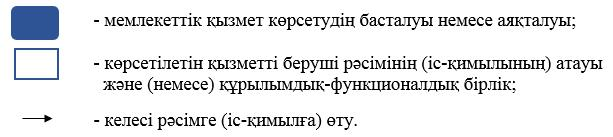 - мемлекеттік қызмет көрсетудің басталуы немесе аяқталуы;
- көрсетілетін қызметті беруші рәсімінің (іс-қимылының) атауы
және (немесе) құрылымдық-функционалдық бірлік;
- келесі рәсімге (іс-қимылға) өту.